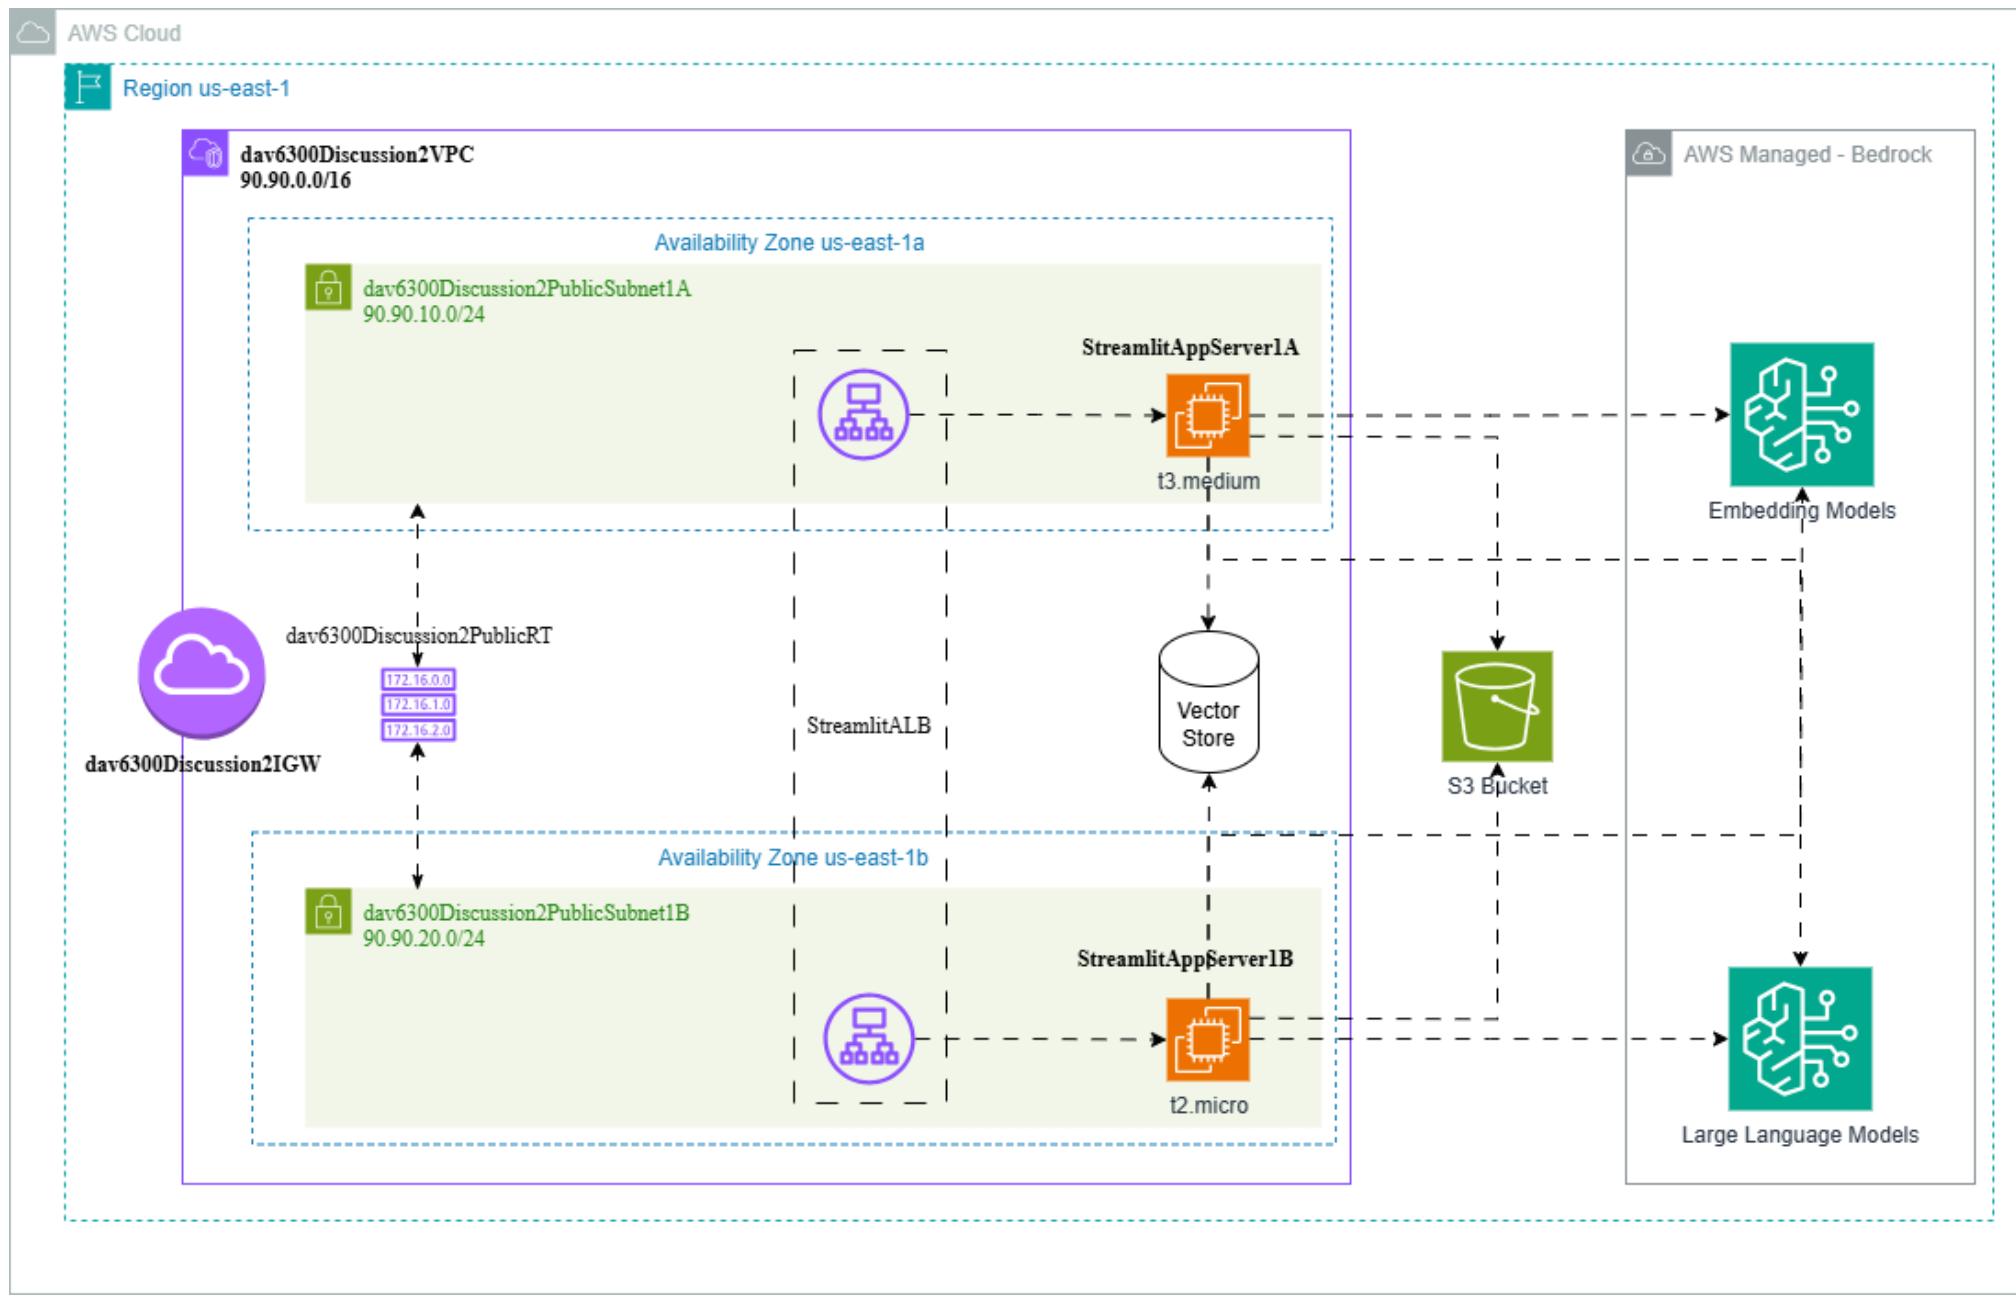 AWS Cloud
Region us-east-1
dav6300Discussion2VPC
90.90.0.0/16
AWS Managed - Bedrock
Availability Zone us-east-1a
dav6300Discussion2PublicSubnet1A
90.90.10.0/24
StreamlitAppServer1A
t3.medium
Embedding Models
dav6300Discussion2PublicRT
172.16.0.0
172.16.1.0
172.16.2.0
dav6300Discussion2IGW
StreamlitALB
Vector
Store
S3 Bucket
Availability Zone us-east-1b
dav6300Discussion2PublicSubnet1B
90.90.20.0/24
StreamlitAppServer1B
t2.micro
Large Language Models